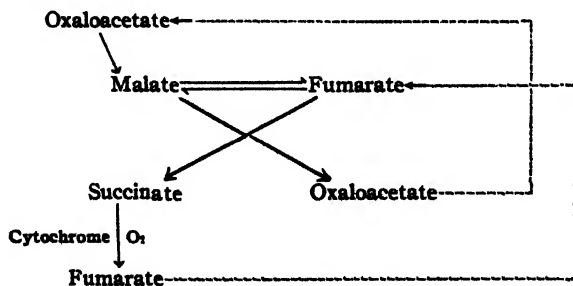 Oxaloacetate
Malate Fumarate
Succinate Oxaloacetate
Cytochrome O₂
Fumarate